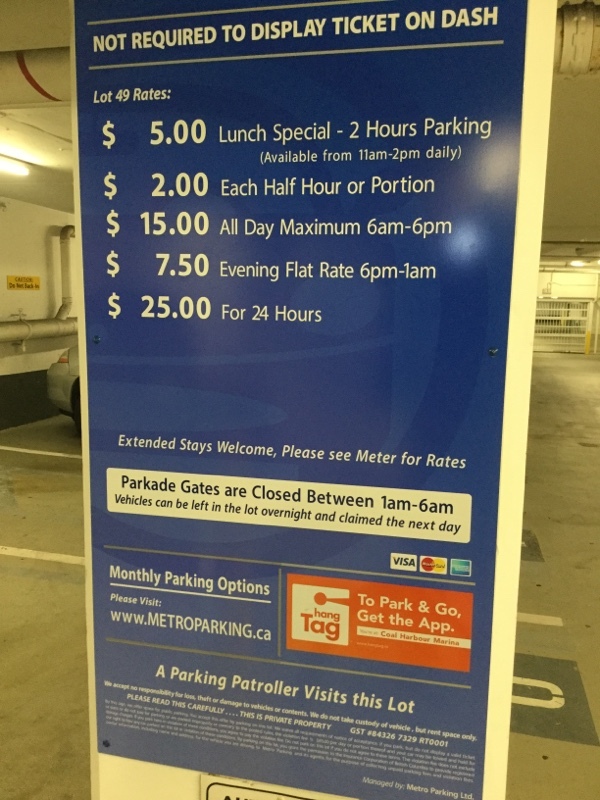 NOT REQUIRED TO DISPLAY TICKET ON DASH
Lot 49 Rates:
$ 5.00 Lunch Special - 2 Hours Parking
(Available from 11am-2pm daily)
$ 2.00 Each Half Hour or Portion
$ 15.00 All Day Maximum 6am-6pm
$ 7.50 Evening Flat Rate 6pm-1am
$ 25.00 For 24 Hours
Extended Stays Welcome, Please see Meter for Rates
Parkade Gates are Closed Between 1am-6am
Vehicles can be left in the lot overnight and claimed the next day
VISA MasterCard
Monthly Parking Options
Please Visit:
www.METROPARKING.ca
hang
Tag
To Park & Go,
Get the App.
Coal Harbour Marina
A Parking Patroller Visits this Lot
We accept no responsibility for loss, theft or damage to vehicles or contents. We do not take custody of vehicle, but rent space only.
PLEASE READ THIS CAREFULLY .... THIS IS PRIVATE PROPERTY GST #84326 7329 RT0001
Managed by: Metro Parking Ltd.
CAUTION
Do Not Back In